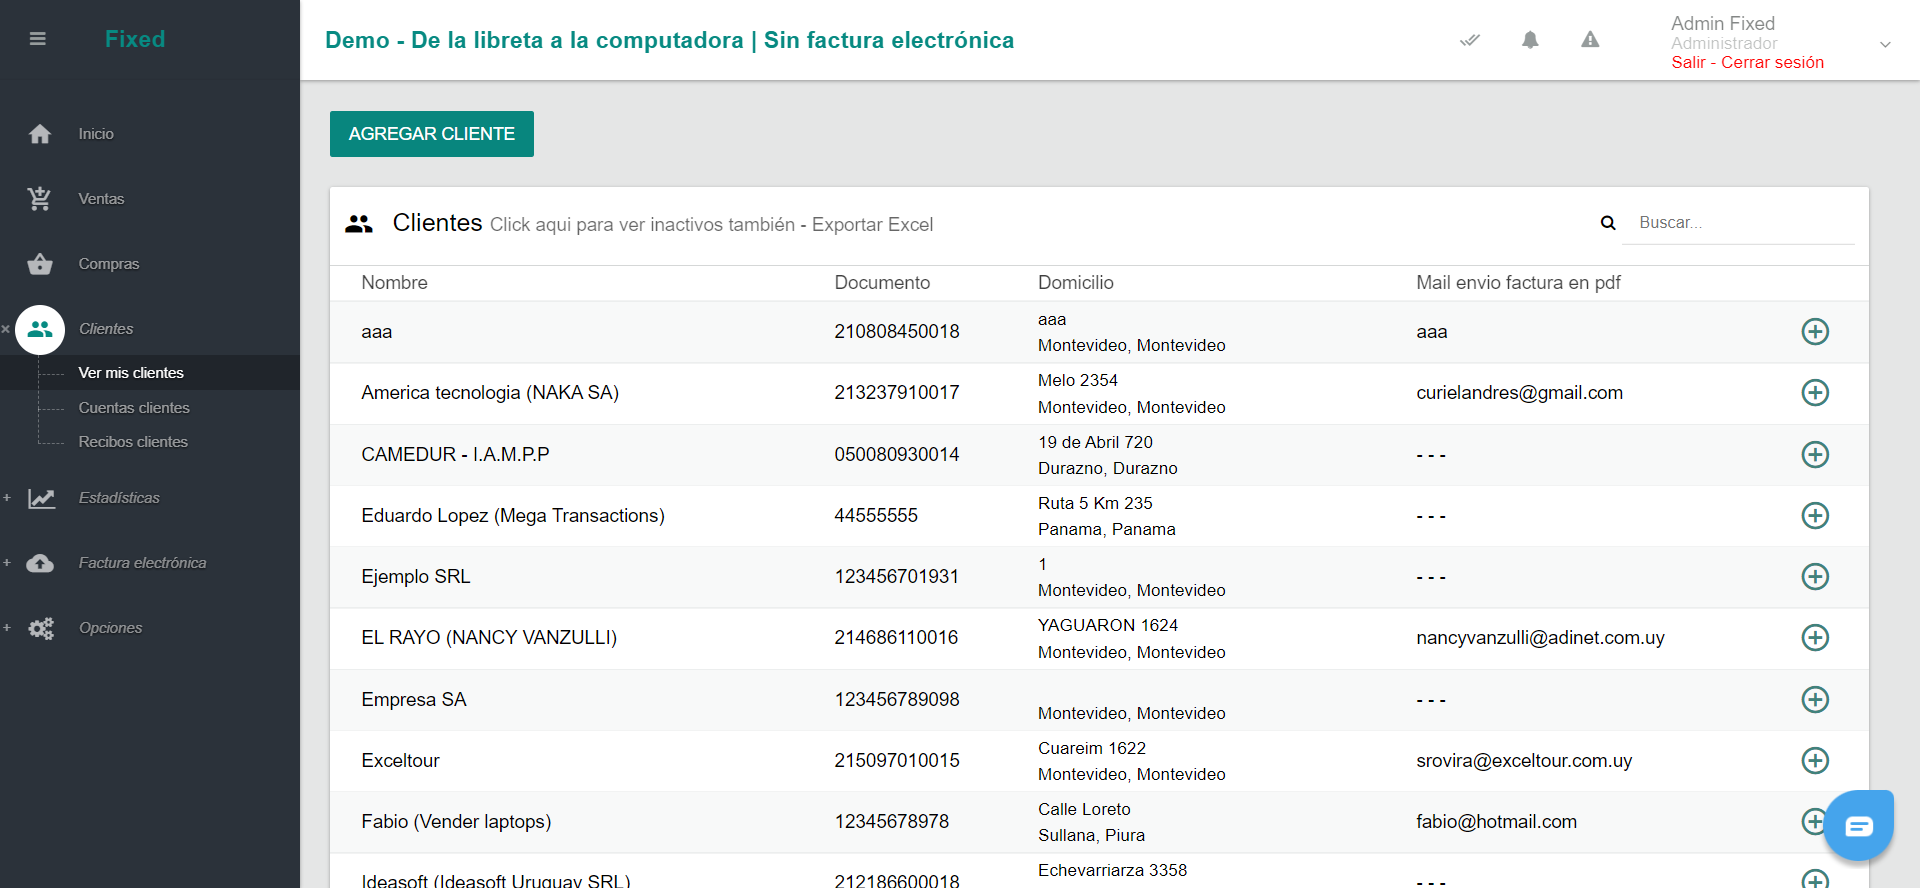 Fixed
Demo - De la libreta a la computadora | Sin factura electrónica
Admin Fixed
Administrador
Salir - Cerrar sesión
Inicio
Ventas
Compras
Clientes
Ver mis clientes
Cuentas clientes
Recibos clientes
Estadísticas
Factura electrónica
Opciones
AGREGAR CLIENTE
Clientes Click aqui para ver inactivos también - Exportar Excel
Buscar...
Nombre Documento Domicilio Mail envio factura en pdf
aaa 210808450018 aaa
Montevideo, Montevideo aaa
America tecnologia (NAKA SA) 213237910017 Melo 2354
Montevideo, Montevideo curielandres@gmail.com
CAMEDUR - I.A.M.P.P 050080930014 19 de Abril 720
Durazno, Durazno - - -
Eduardo Lopez (Mega Transactions) 44555555 Ruta 5 Km 235
Panama, Panama - - -
Ejemplo SRL 123456701931 1
Montevideo, Montevideo - - -
EL RAYO (NANCY VANZULLI) 214686110016 YAGUARON 1624
Montevideo, Montevideo nancyvanzulli@adinet.com.uy
Empresa SA 123456789098
Montevideo, Montevideo - - -
Exceltour 215097010015 Cuareim 1622
Montevideo, Montevideo srovira@exceltour.com.uy
Fabio (Vender laptops) 12345678978 Calle Loreto
Sullana, Piura fabio@hotmail.com
Ideasoft (Ideasoft Uruguay SRL) 212186600018 Echevarriarza 3358
- - -